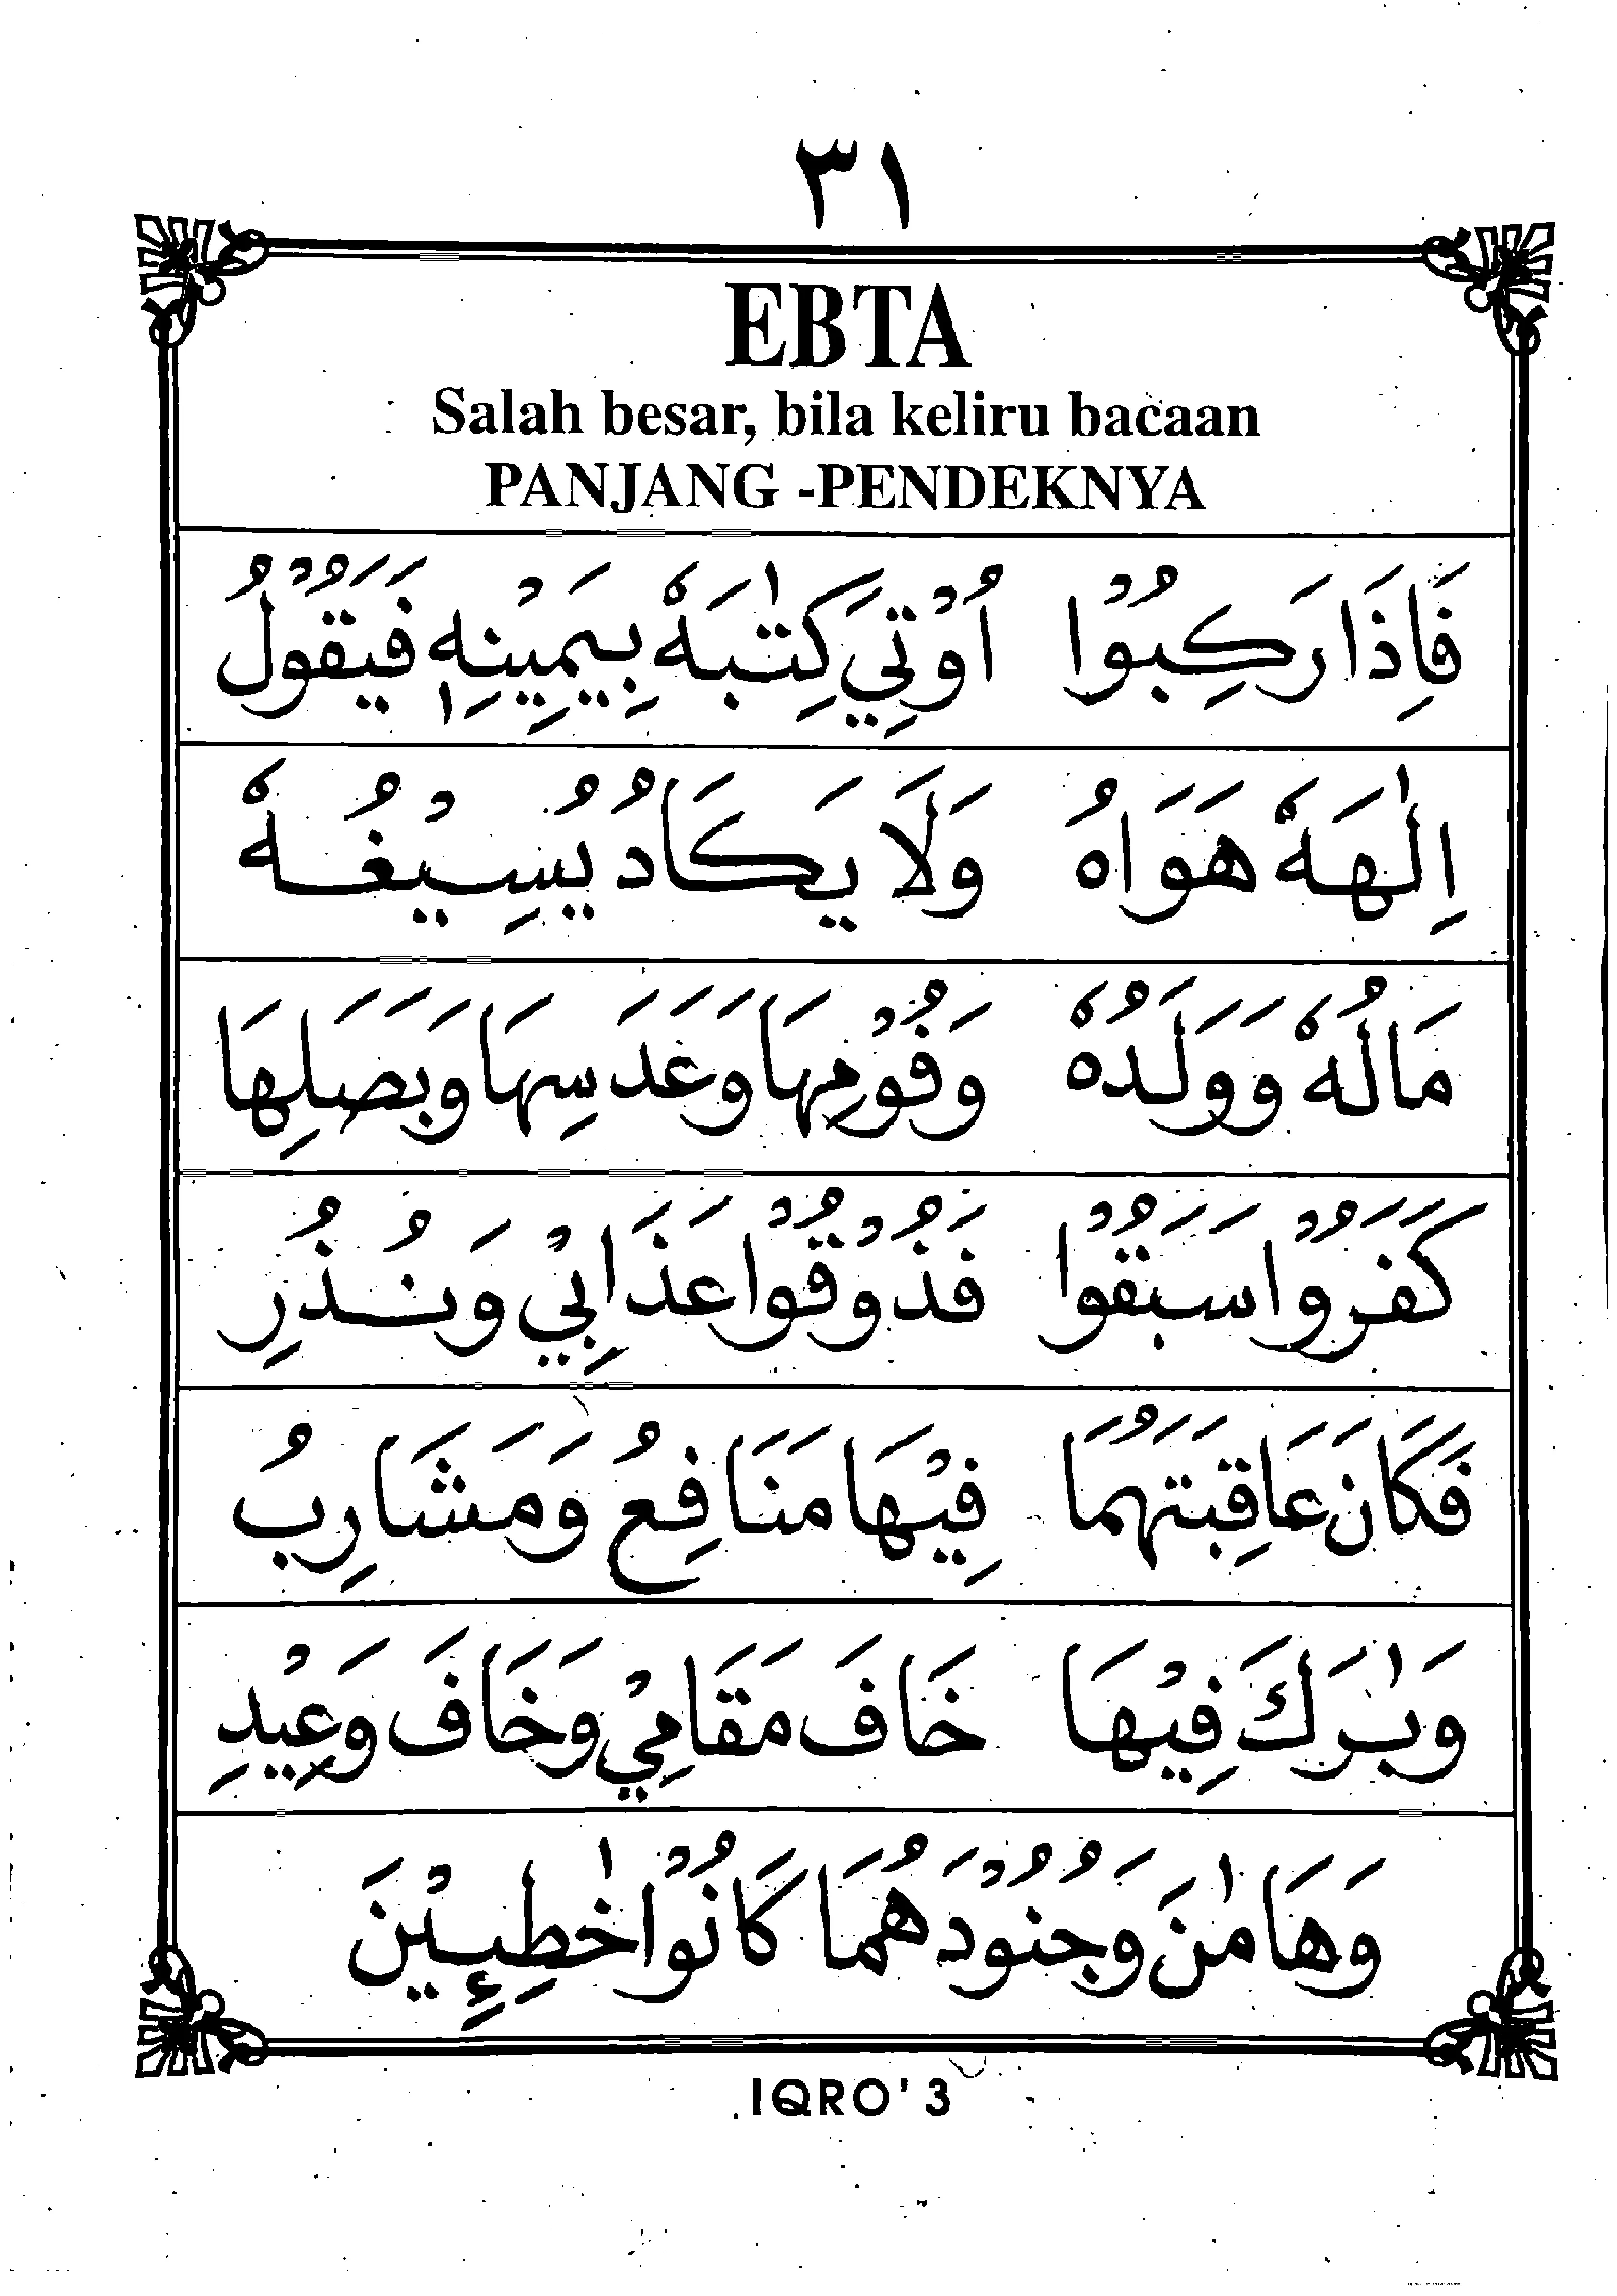 ٣١
EBTA
Salah besar, bila keliru bacaan
PANJANG -PENDEKNYA
فَاِذَا رَكِبُوْا اُوْتِيَ كِتٰبَهٗ بِيَمِيْنِهٖ فَيَقُوْلُ
اِلٰهَهٗ هَوَاهُ وَلَا يَكَادُ يُسِيْغُهٗ
مَالُهٗ وَوَلَدُهٗ وَفُوْمِهَا وَعَدَسِهَا وَبَصَلِهَا
كَفَرُوْا سَبَقُوْا فَذُوْقُوْا عَذَابِيْ وَنُذُرِ
فَكَانَ عَاقِبَتَهُمَا فِيْهَا مَنَافِعُ وَمَشَارِبُ
وَبٰرَكَ فِيْهَا خَافَ مَقَامِيْ وَخَافَ وَعِيْدِ
وَهَامٰنَ وَجُنُوْدَهُمَا كَانُوْا خٰطِـِٕيْنَ
IQRO' 3